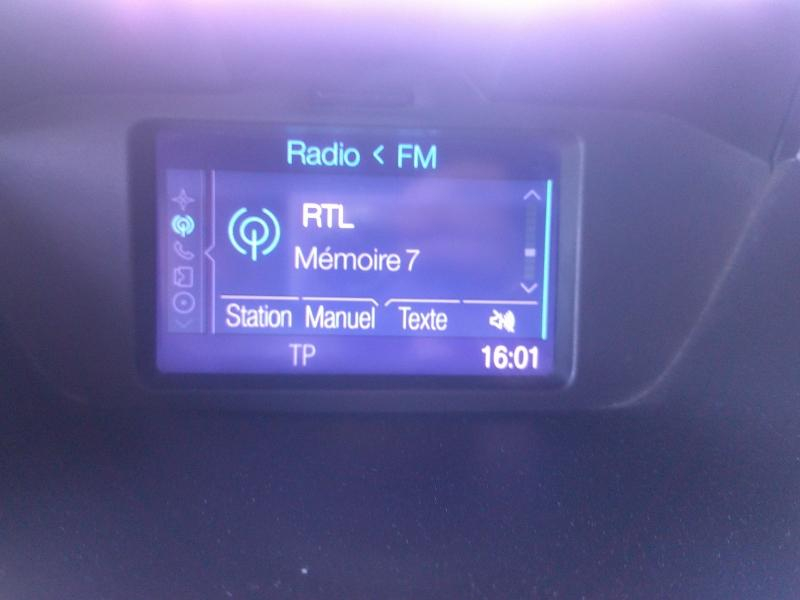 Radio < FM
RTL
Mémoire 7
Station Manuel Texte
TP 16:01